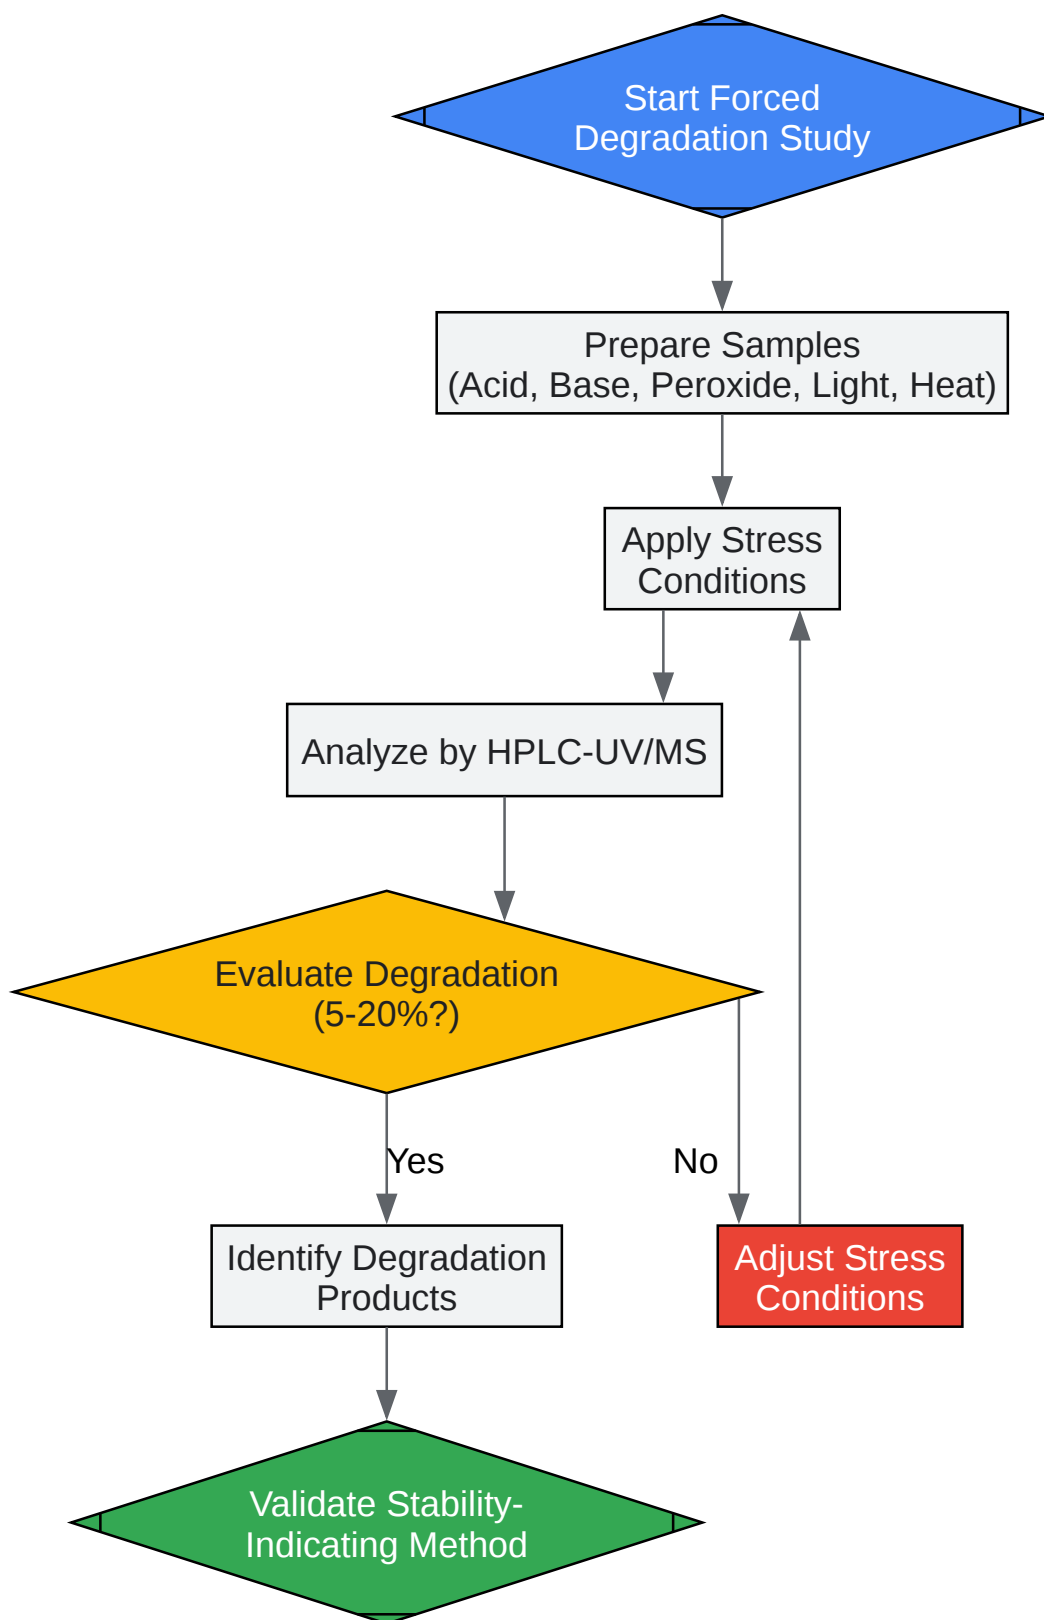 Start Forced
Degradation Study
Prepare Samples
(Acid, Base, Peroxide, Light, Heat)
Apply Stress
Conditions
Analyze by HPLC-UV/MS
Evaluate Degradation
(5-20%?)
Yes
No
Identify Degradation
Products
Adjust Stress
Conditions
Validate Stability-
Indicating Method